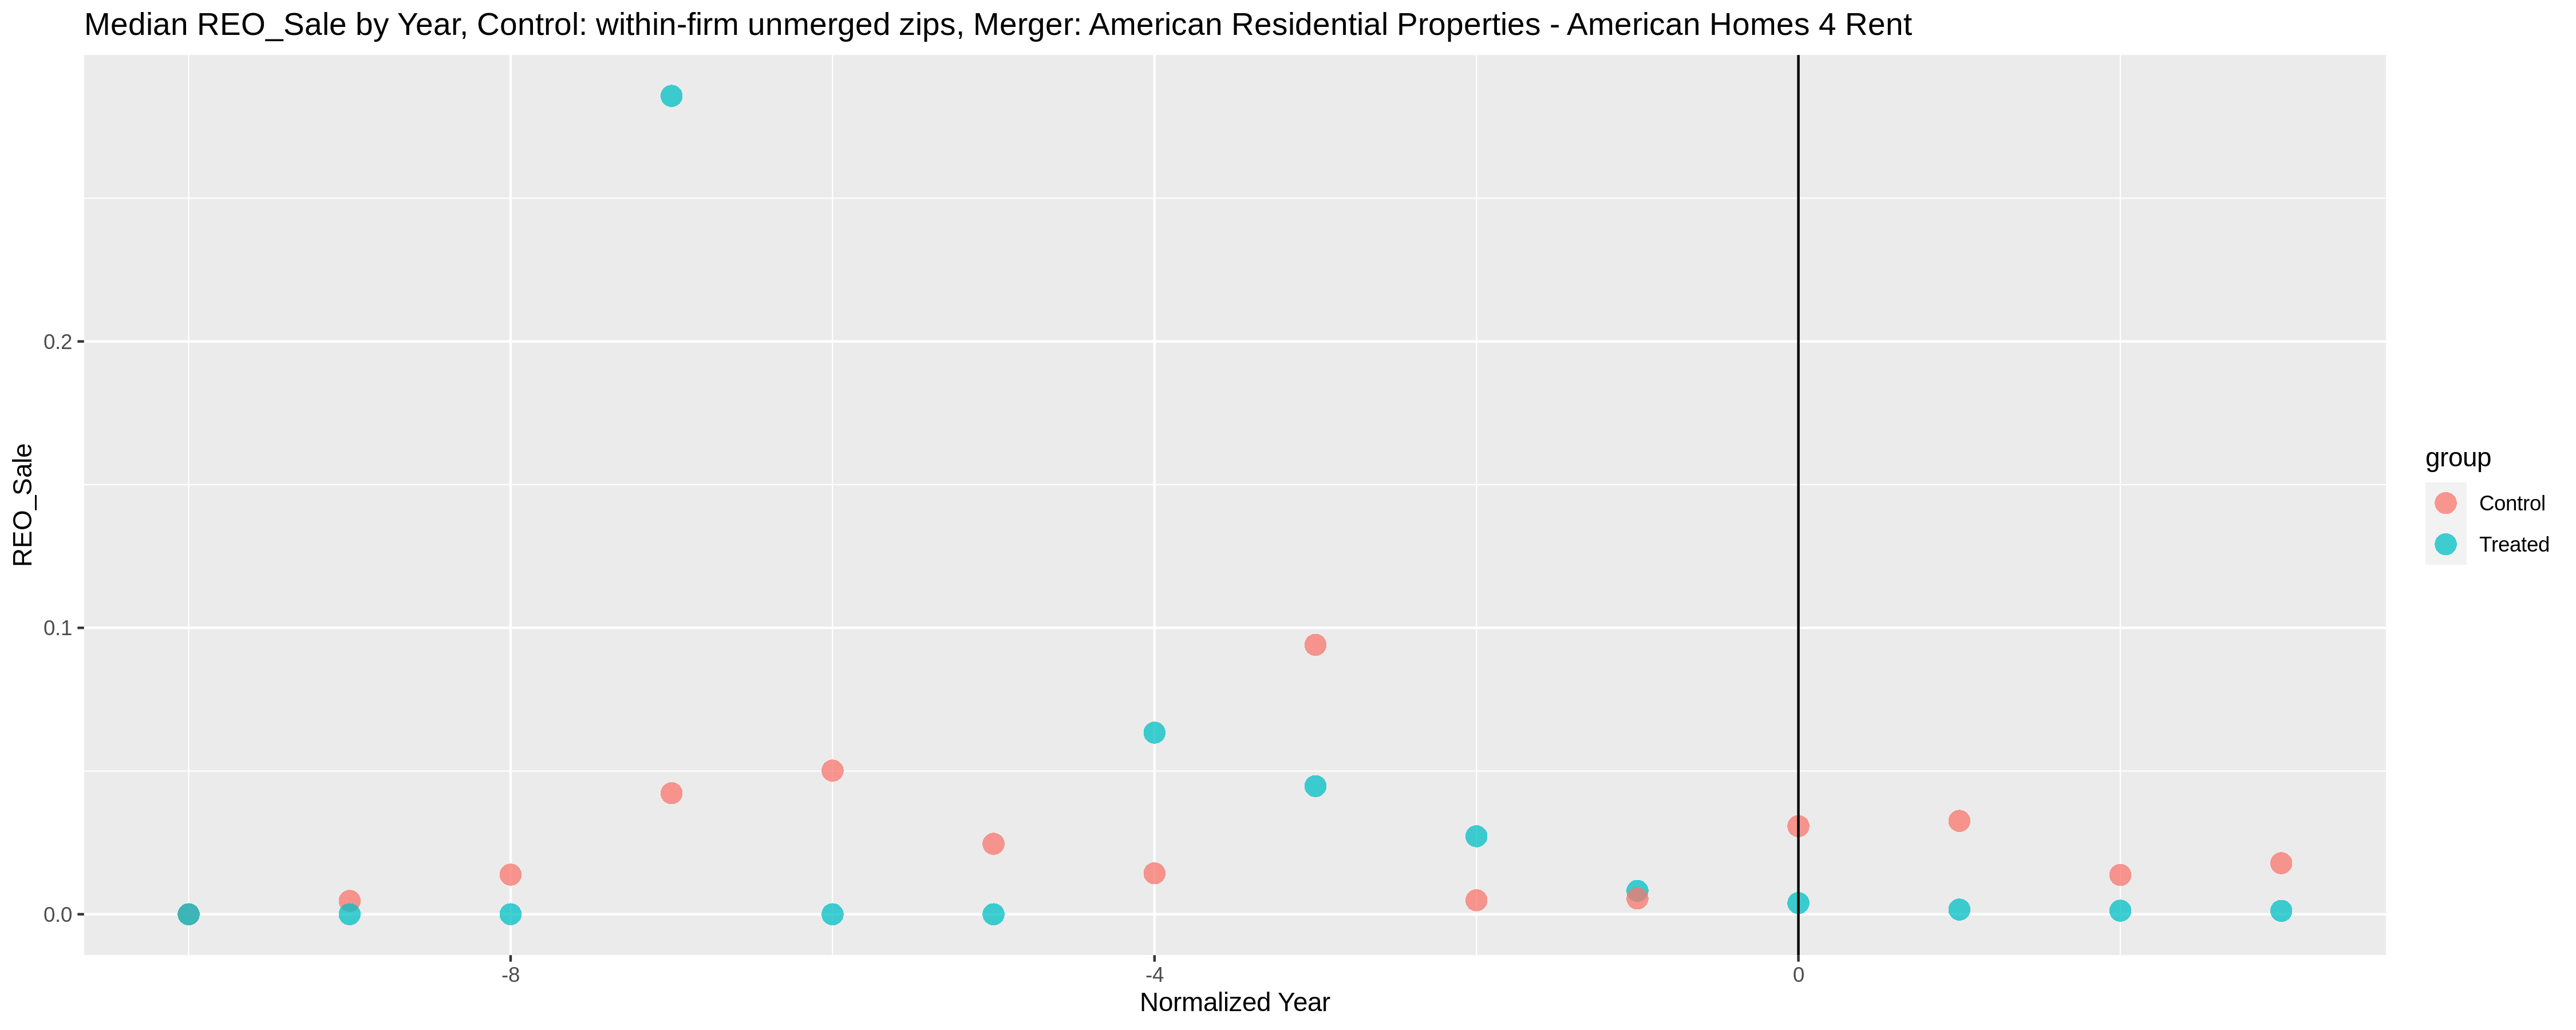 Median REO_Sale by Year, Control: within-firm unmerged zips, Merger: American Residential Properties - American Homes 4 Rent
REO_Sale
0.2
0.1
0.0
-8
-4
0
Normalized Year
group
Control
Treated